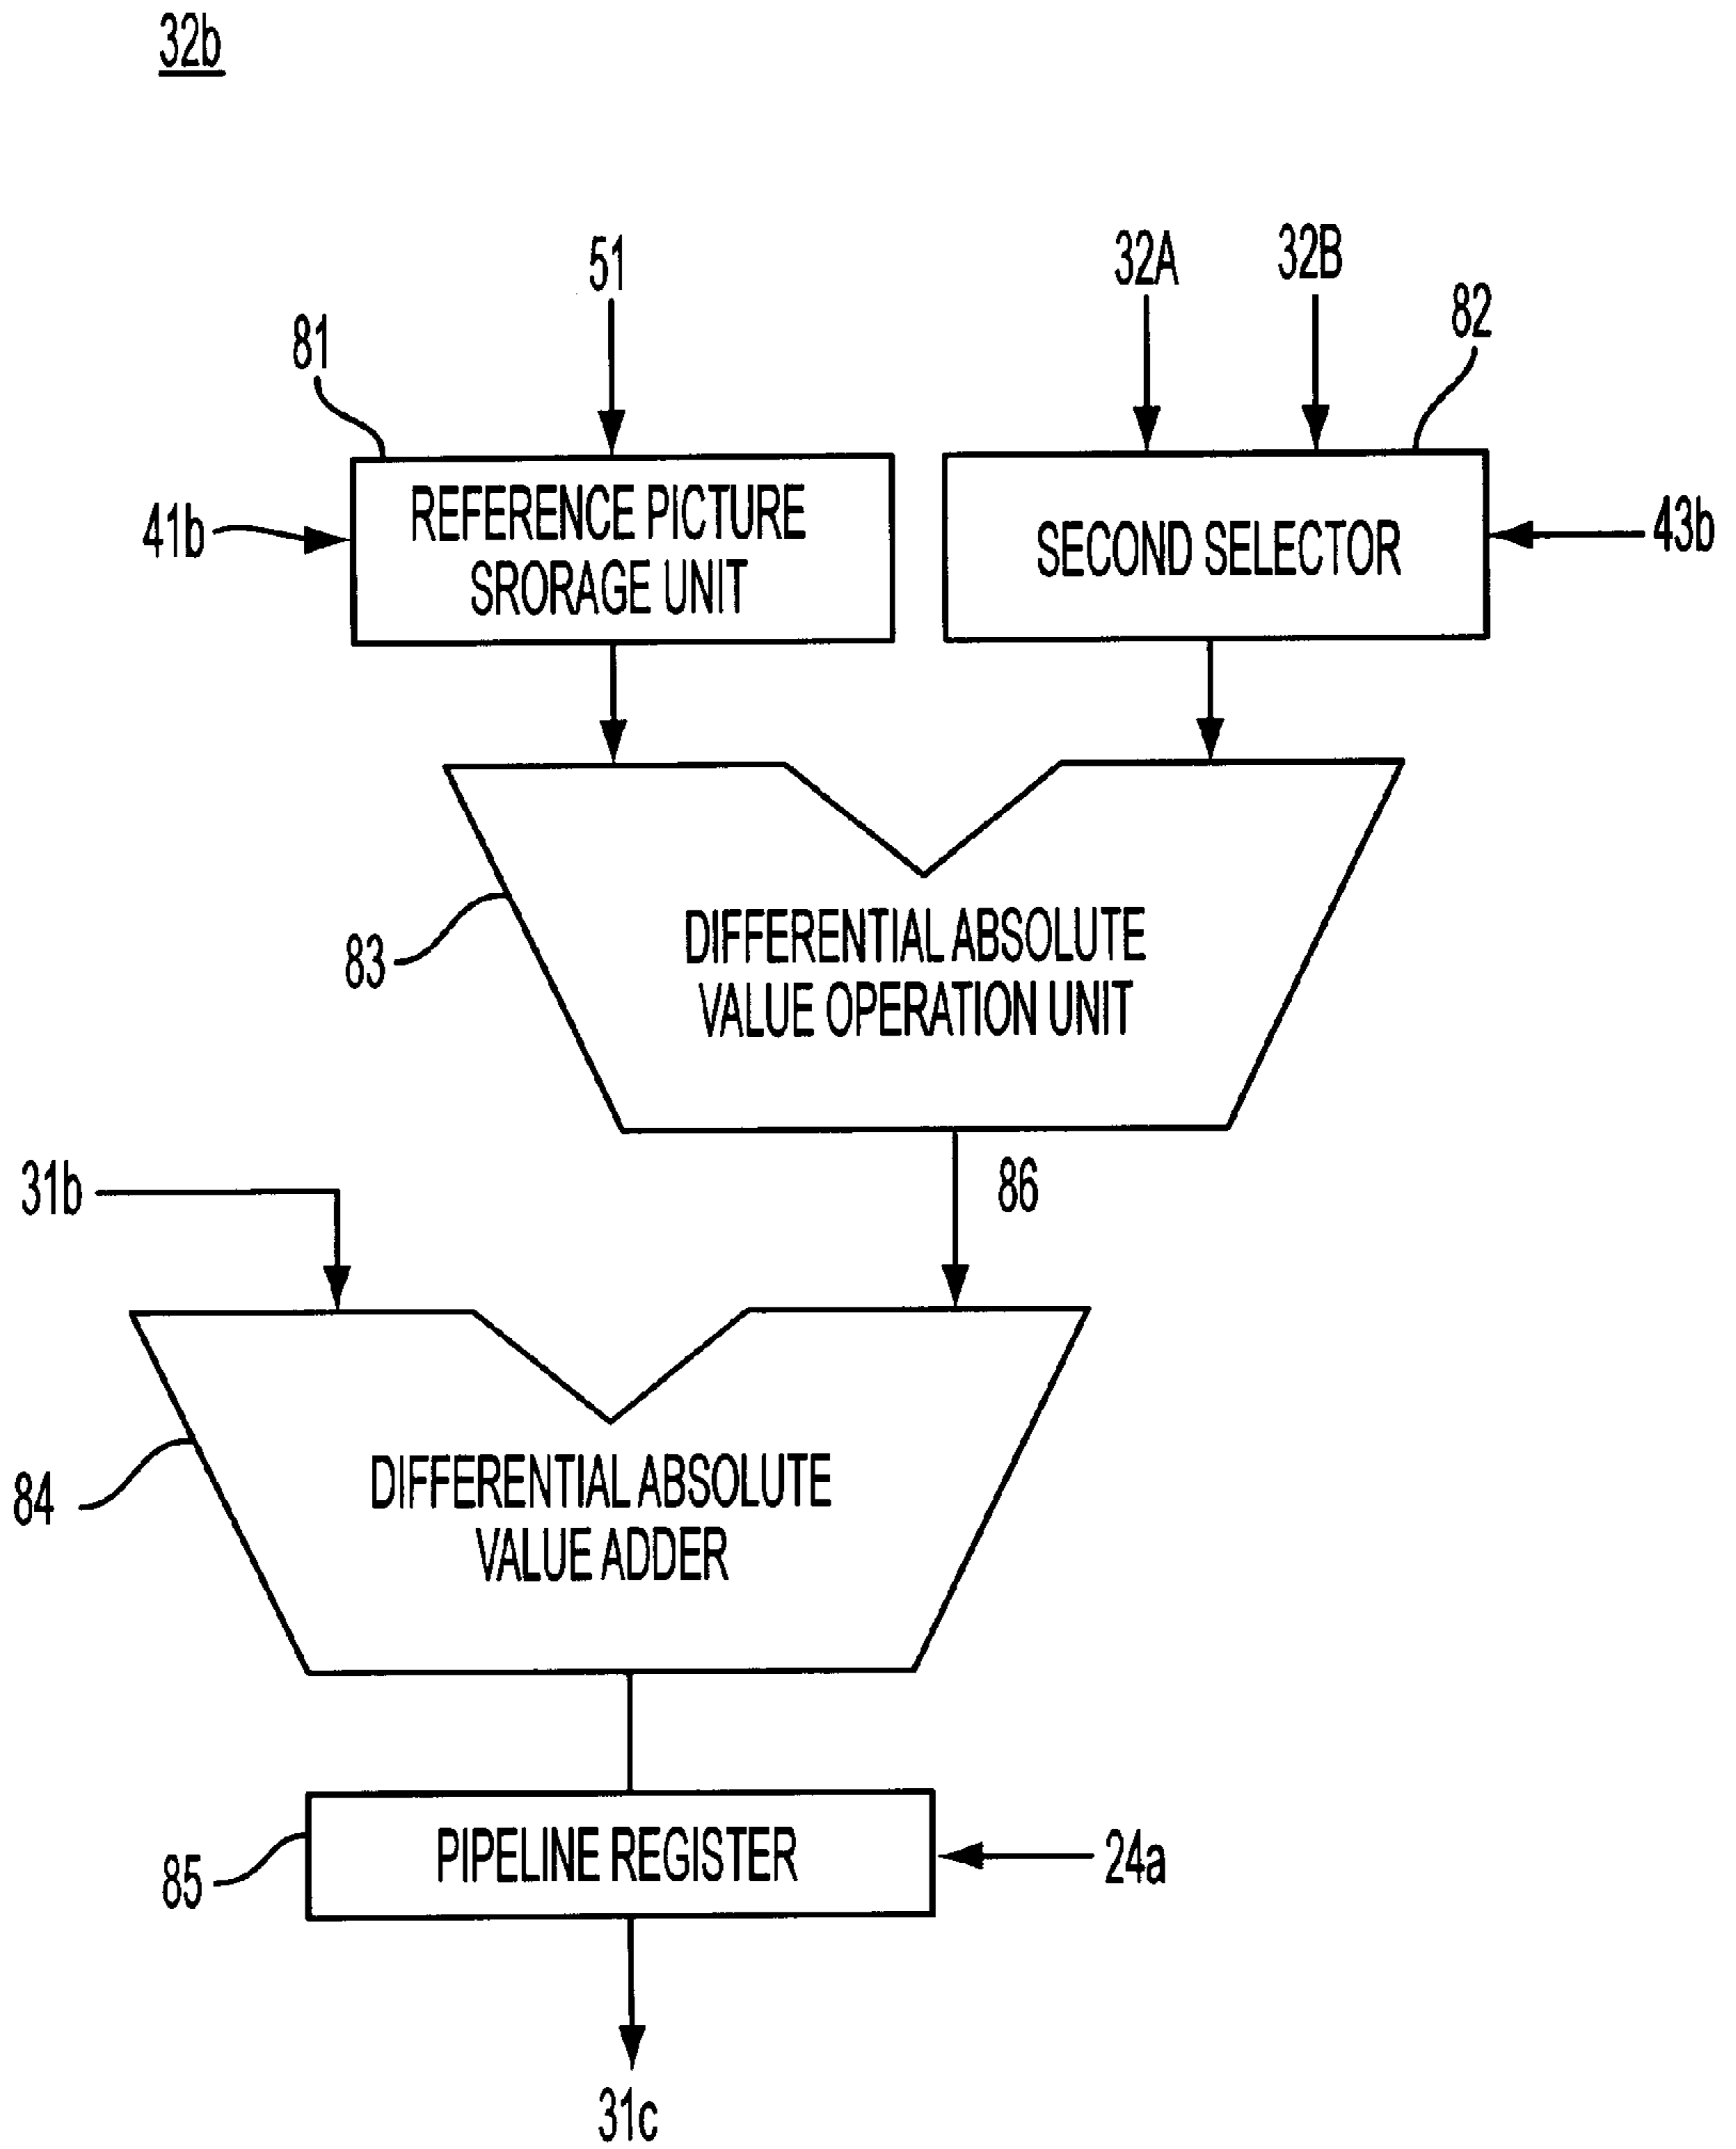 32b
51
32A
32B
81
82
41b
REFERENCE PICTURE
SRORAGE UNIT
SECOND SELECTOR
43b
83
DIFFERENTIAL ABSOLUTE
VALUE OPERATION UNIT
31b
86
84
DIFFERENTIAL ABSOLUTE
VALUE ADDER
85
PIPELINE REGISTER
24a
31c